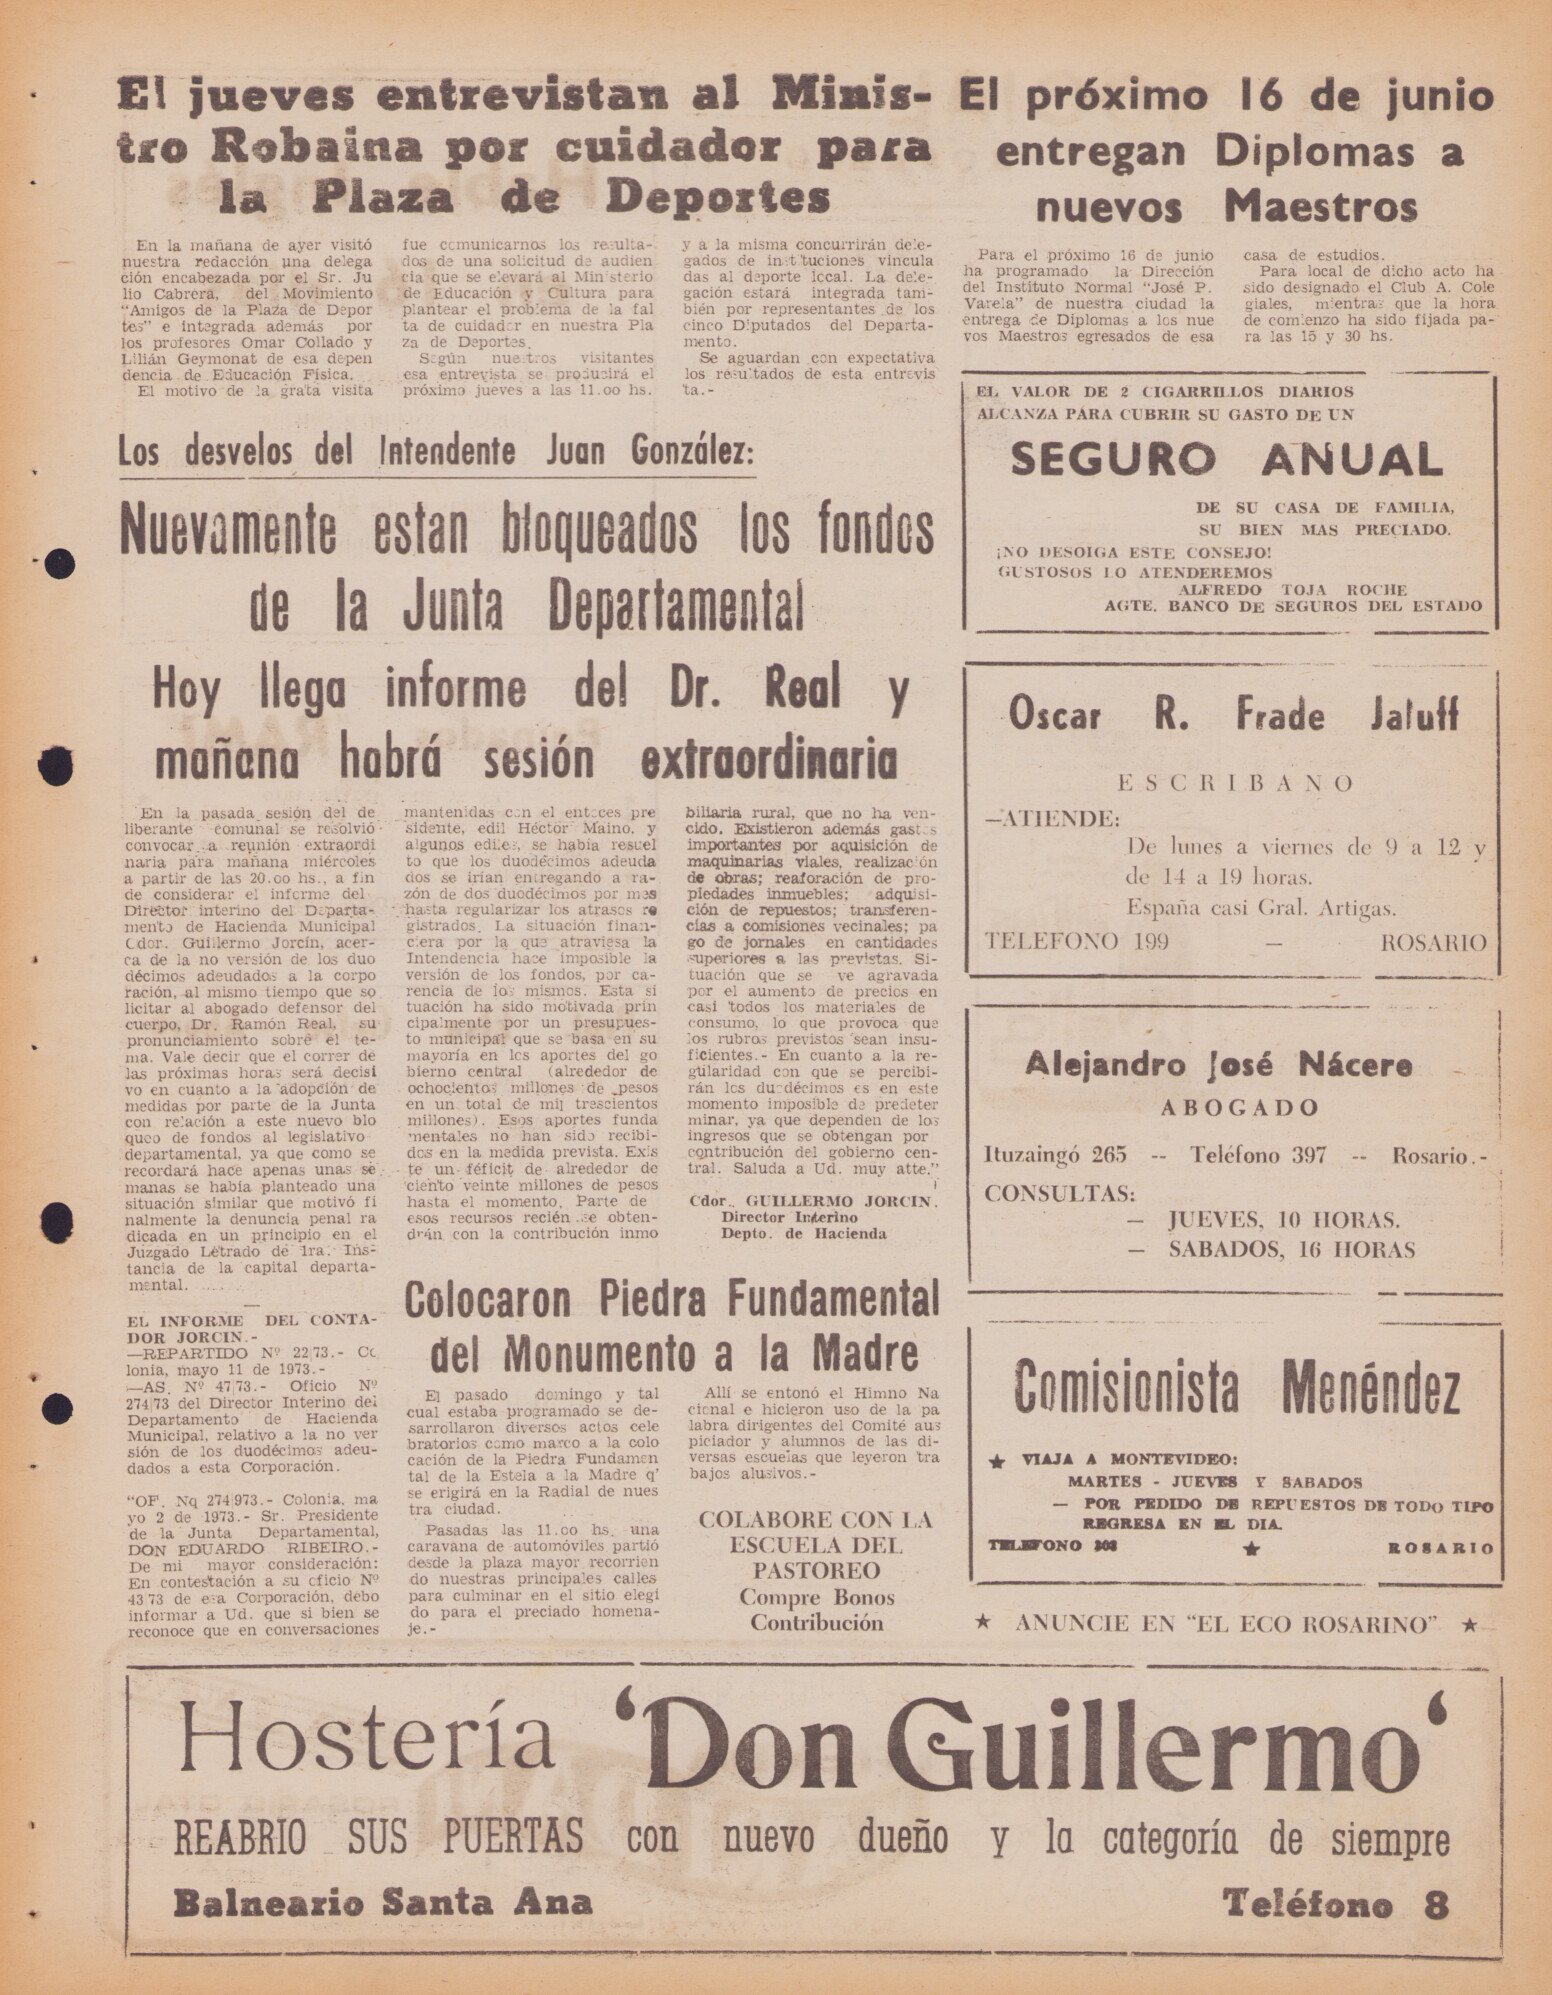 El jueves entrevistan al Minis-
tro Robaina por cuidador para
la Plaza de Deportes
En la mañana de ayer visitó
nuestra redacción una delega
ción encabezada por el Sr. Ju
lio Cabrera, del Movimiento
"Amigos de la Plaza de Depor
tes" e integrada además por
los profesores Omar Collado y
Lilián Geymonat de esa depen
dencia de Educación Física.
El motivo de la grata visita
fue comunicarnos los resulta-
dos de una solicitud de audien
cia que se elevará al Ministerio
de Educación y Cultura para
plantear el problema de la fal
ta de cuidador en nuestra Pla
za de Deportes.
Según nuestros visitantes
esa entrevista se producirá el
próximo jueves a las 11.oo hs.
y a la misma concurrirán dele-
gados de instituciones vincula
das al deporte local. La dele-
gación estará integrada tam-
bién por representantes de los
cinco Diputados del Departa-
mento.
Se aguardan con expectativa
los resultados de esta entrevis
ta.-
El próximo 16 de junio
entregan Diplomas a
nuevos Maestros
Para el próximo 16 de junio
ha programado la Dirección
del Instituto Normal "José P.
Varela" de nuestra ciudad la
entrega de Diplomas a los nue
vos Maestros egresados de esa
casa de estudios.
Para local de dicho acto ha
sido designado el Club A. Cole
giales, mientras que la hora
de comienzo ha sido fijada pa-
ra las 15 y 30 hs.
Los desvelos del Intendente Juan González:
Nuevamente estan bloqueados los fondos
de la Junta Departamental
Hoy llega informe del Dr. Real y
mañana habrá sesión extraordinaria
En la pasada sesión del de
liberante comunal se resolvió
convocar a reunión extraordi
naria para mañana miércoles
a partir de las 20.oo hs., a fin
de considerar el informe del
Director interino del Departa-
mento de Hacienda Municipal
Cdor. Guillermo Jorcín, acer-
ca de la no versión de los duo
décimos adeudados a la corpo
ración, al mismo tiempo que so
licitar al abogado defensor del
cuerpo, Dr. Ramón Real, su
pronunciamiento sobre el te-
ma. Vale decir que el correr de
las próximas horas será decisi
vo en cuanto a la adopción de
medidas por parte de la Junta
con relación a este nuevo blo
queo de fondos al legislativo
departamental, ya que como se
recordará hace apenas unas se
manas se había planteado una
situación similar que motivó fi
nalmente la denuncia penal ra
dicada en un principio en el
Juzgado Letrado de 1ra. Ins-
tancia de la capital departa-
mental.
EL INFORME DEL CONTA-
DOR JORCIN.-
—REPARTIDO Nº 22|73.- Co
lonia, mayo 11 de 1973.-
—AS. Nº 47|73.- Oficio Nº
274|73 del Director Interino del
Departamento de Hacienda
Municipal, relativo a la no ver
sión de los duodécimos adeu-
dados a esta Corporación.
"OF. Nq 274|973.- Colonia, ma
yo 2 de 1973.- Sr. Presidente
de la Junta Departamental,
DON EDUARDO RIBEIRO.-
De mi mayor consideración:
En contestación a su oficio Nº
43|73 de esa Corporación, debo
informar a Ud. que si bien se
reconoce que en conversaciones
mantenidas con el entoces pre
sidente, edil Héctor Maino, y
algunos ediles, se había resuel
to que los duodécimos adeuda
dos se irían entregando a ra-
zón de dos duodécimos por mes
hasta regularizar los atrasos re
gistrados. La situación finan-
ciera por la que atraviesa la
Intendencia hace imposible la
versión de los fondos, por ca-
rencia de los mismos. Esta si
tuación ha sido motivada prin
cipalmente por un presupues-
to municipal que se basa en su
mayoría en los aportes del go
bierno central (alrededor de
ochocientos millones de pesos
en un total de mil trescientos
millones). Esos aportes funda
mentales no han sido recibi-
dos en la medida prevista. Exis
te un féficit de alrededor de
ciento veinte millones de pesos
hasta el momento. Parte de
esos recursos recién se obten-
drán con la contribución inmo
biliaria rural, que no ha ven-
cido. Existieron además gastos
importantes por aquisición de
maquinarias viales, realización
de obras; reaforación de pro-
piedades inmuebles; adquisi-
ción de repuestos; transferen-
cias a comisiones vecinales; pa
go de jornales en cantidades
superiores a las previstas. Si-
tuación que se ve agravada
por el aumento de precios en
casi todos los materiales de
consumo, lo que provoca que
los rubros previstos sean insu-
ficientes.- En cuanto a la re-
gularidad con que se percibi-
rán los duodécimos es en este
momento imposible de predeter
minar, ya que dependen de los
ingresos que se obtengan por
contribución del gobierno cen-
tral. Saluda a Ud. muy atte."
Cdor.. GUILLERMO JORCIN.
Director Interino
Depto. de Hacienda
Colocaron Piedra Fundamental
del Monumento a la Madre
El pasado domingo y tal
cual estaba programado se de-
sarrollaron diversos actos cele
bratorios como marco a la colo
cación de la Piedra Fundamen
tal de la Estela a la Madre q'
se erigirá en la Radial de nues
tra ciudad.
Pasadas las 11.oo hs. una
caravana de automóviles partió
desde la plaza mayor recorrien
do nuestras principales calles
para culminar en el sitio elegi
do para el preciado homena-
je.-
Allí se entonó el Himno Na
cional e hicieron uso de la pa
labra dirigentes del Comité aus
piciador y alumnos de las di-
versas escuelas que leyeron tra
bajos alusivos.-
COLABORE CON LA
ESCUELA DEL
PASTOREO
Compre Bonos
Contribución
EL VALOR DE 2 CIGARRILLOS DIARIOS
ALCANZA PARA CUBRIR SU GASTO DE UN
SEGURO ANUAL
DE SU CASA DE FAMILIA,
SU BIEN MAS PRECIADO.
¡NO DESOIGA ESTE CONSEJO!
GUSTOSOS LO ATENDEREMOS
ALFREDO TOJA ROCHE
AGTE. BANCO DE SEGUROS DEL ESTADO
Oscar R. Frade Jaluff
ESCRIBANO
—ATIENDE:
De lunes a viernes de 9 a 12 y
de 14 a 19 horas.
España casi Gral. Artigas.
TELEFONO 199 — ROSARIO
Alejandro José Nácere
ABOGADO
Ituzaingó 265 -- Teléfono 397 -- Rosario.-
CONSULTAS:
— JUEVES, 10 HORAS.
— SABADOS, 16 HORAS
Comisionista Menéndez
★ VIAJA A MONTEVIDEO:
MARTES - JUEVES Y SABADOS
— POR PEDIDO DE REPUESTOS DE TODO TIPO
REGRESA EN EL DIA.
TELEFONO ★ ROSARIO
★ ANUNCIE EN "EL ECO ROSARINO" ★
Hostería 'Don Guillermo'
REABRIO SUS PUERTAS con nuevo dueño y la categoría de siempre
Balneario Santa Ana Teléfono 8